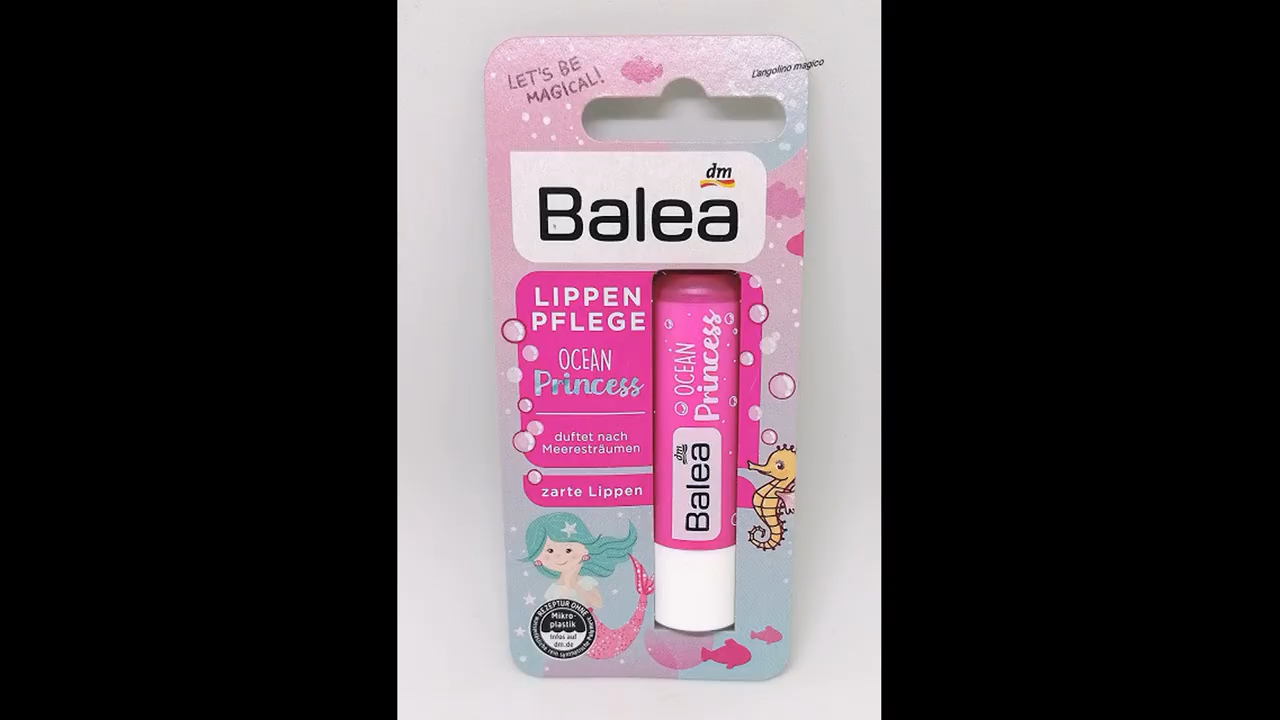 LET'S BE
MAGICAL!
L'angolino magico
dm
Balea
LIPPEN
PFLEGE
OCEAN
Princess
duftet nach
Meeresträumen
zarte Lippen
OCEAN
Princess
dm
Balea
REZEPTUR OHNE
Mikro-
plastik
Infos auf
dm.de